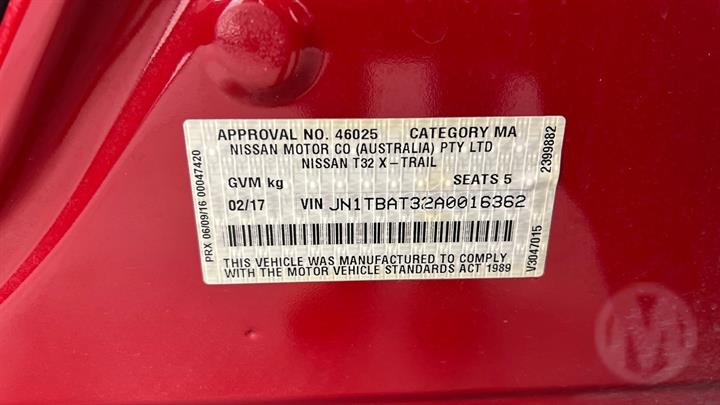 APPROVAL NO. 46025 CATEGORY MA
NISSAN MOTOR CO (AUSTRALIA) PTY LTD
NISSAN T32 X-TRAIL
GVM kg SEATS 5
02/17 VIN JN1TBAT32A0016362
THIS VEHICLE WAS MANUFACTURED TO COMPLY
WITH THE MOTOR VEHICLE STANDARDS ACT 1989
PRX 06/09/16 00047420
2399882
V3047015
M